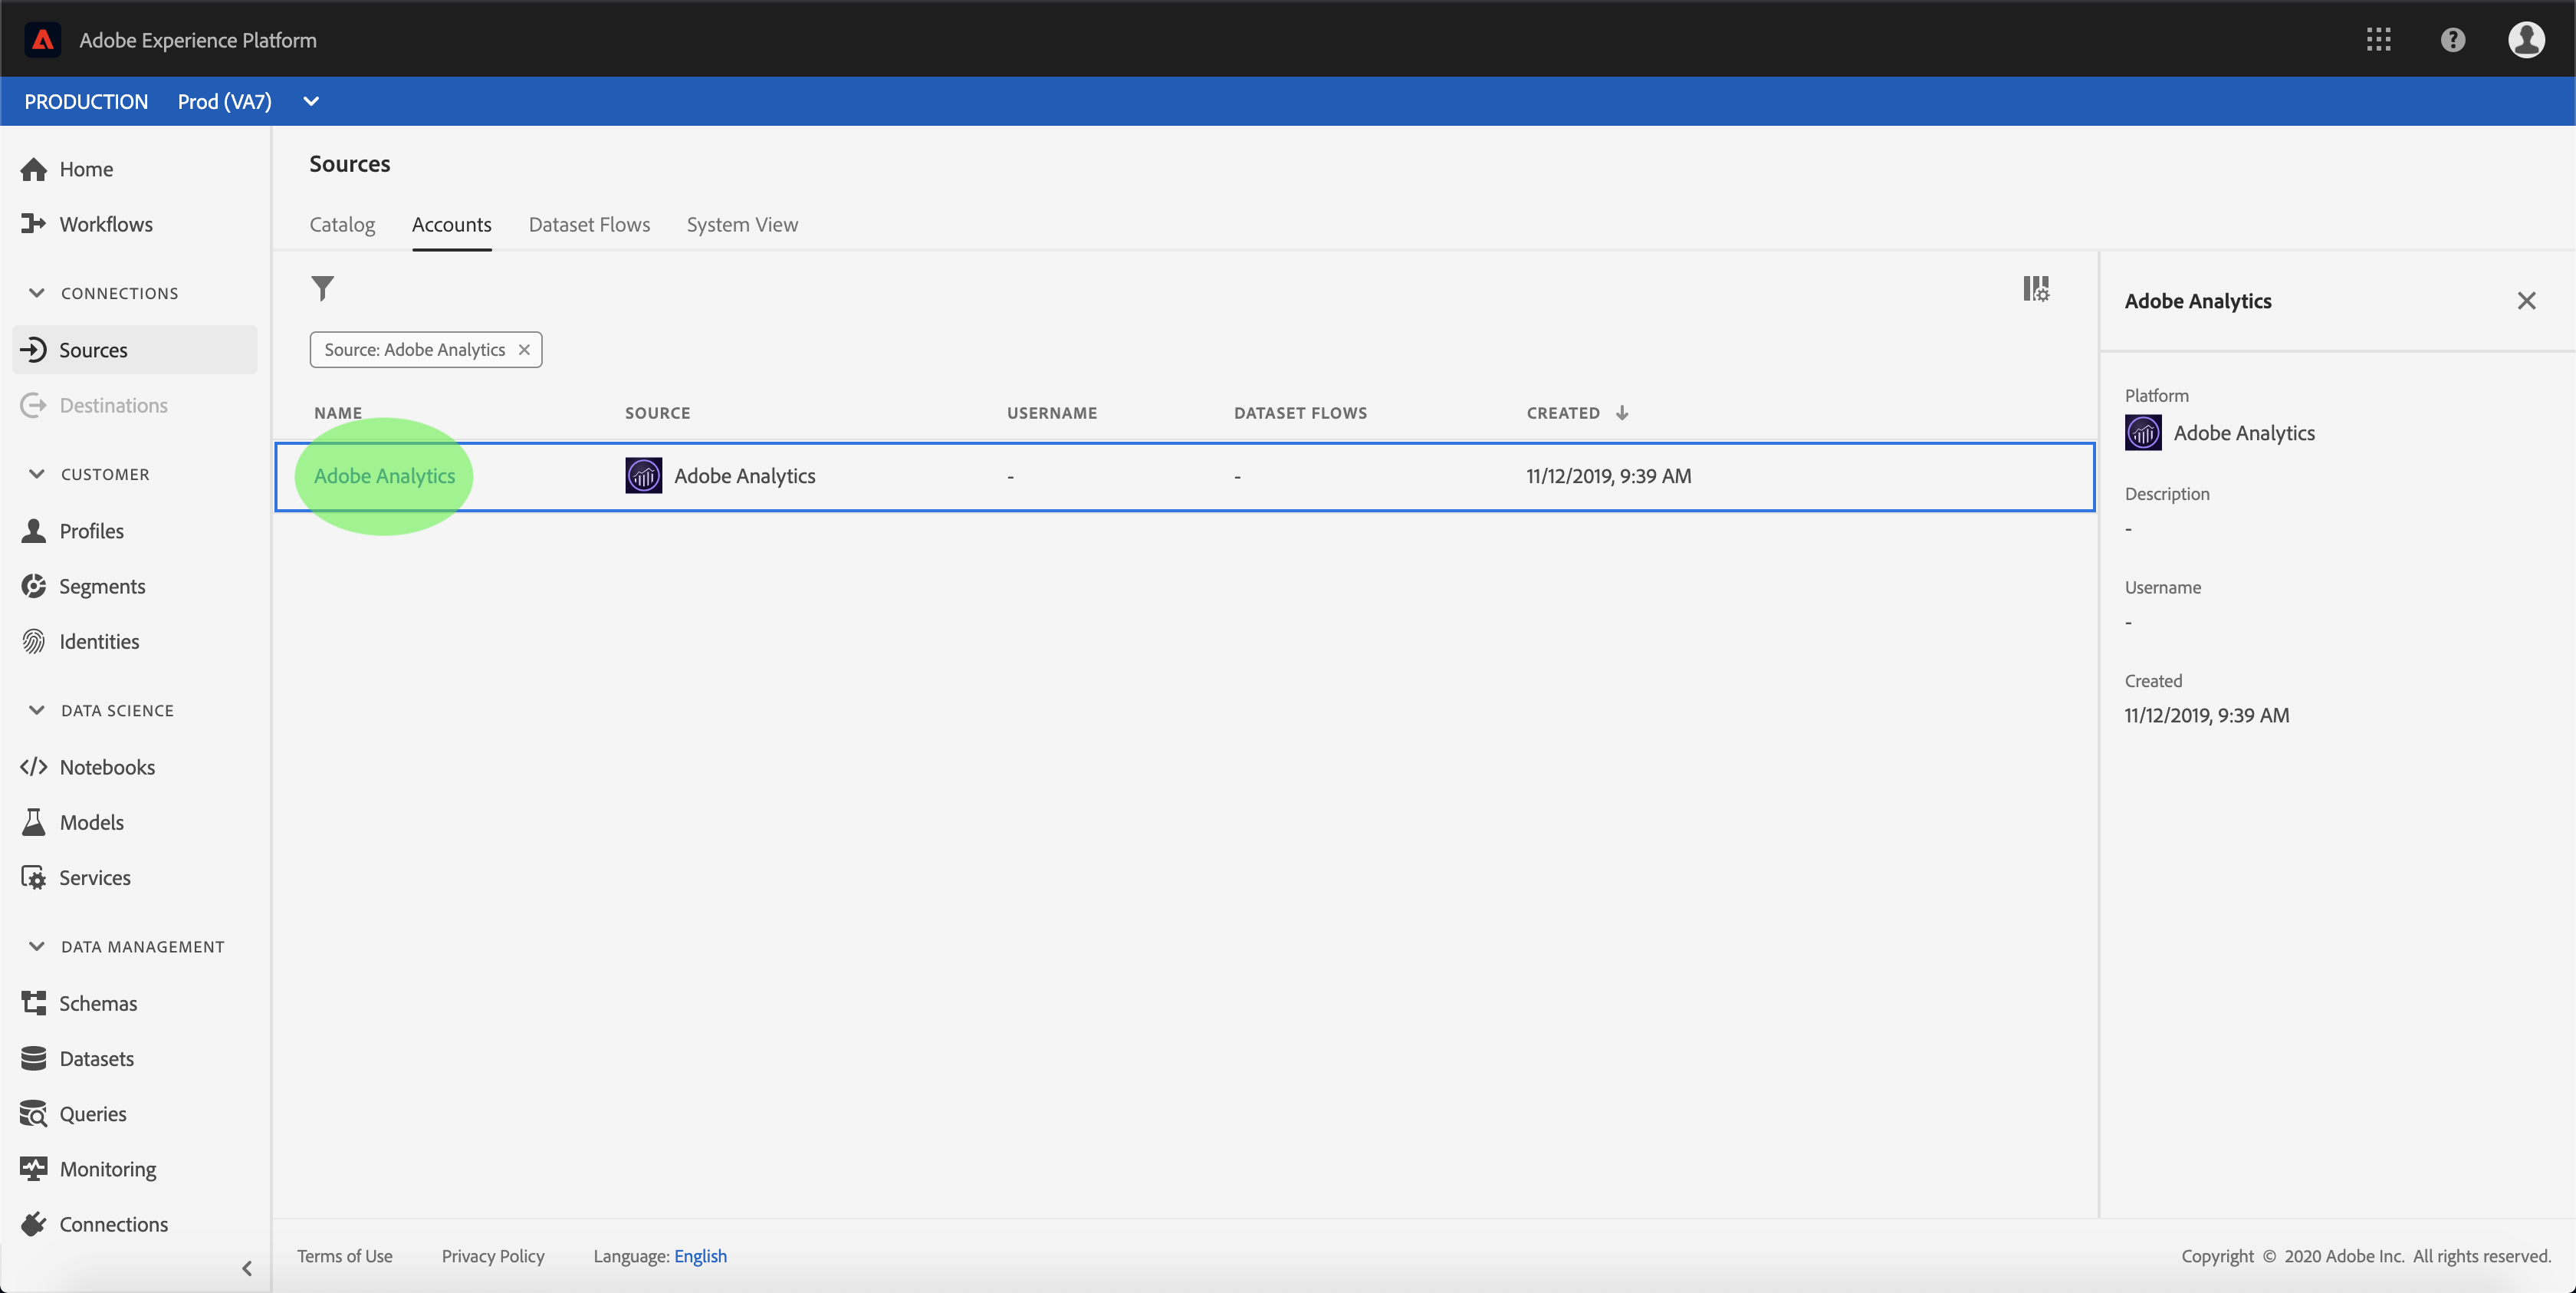 Adobe Experience Platform
PRODUCTION Prod (VA7)
Home
Workflows
CONNECTIONS
Sources
Destinations
CUSTOMER
Profiles
Segments
Identities
DATA SCIENCE
Notebooks
Models
Services
DATA MANAGEMENT
Schemas
Datasets
Queries
Monitoring
Connections
Sources
Catalog Accounts Dataset Flows System View
Source: Adobe Analytics
NAME SOURCE USERNAME DATASET FLOWS CREATED
Adobe Analytics Adobe Analytics - - 11/12/2019, 9:39 AM
Adobe Analytics
Platform
Adobe Analytics
Description
-
Username
-
Created
11/12/2019, 9:39 AM
Terms of Use Privacy Policy Language: English
Copyright © 2020 Adobe Inc. All rights reserved.